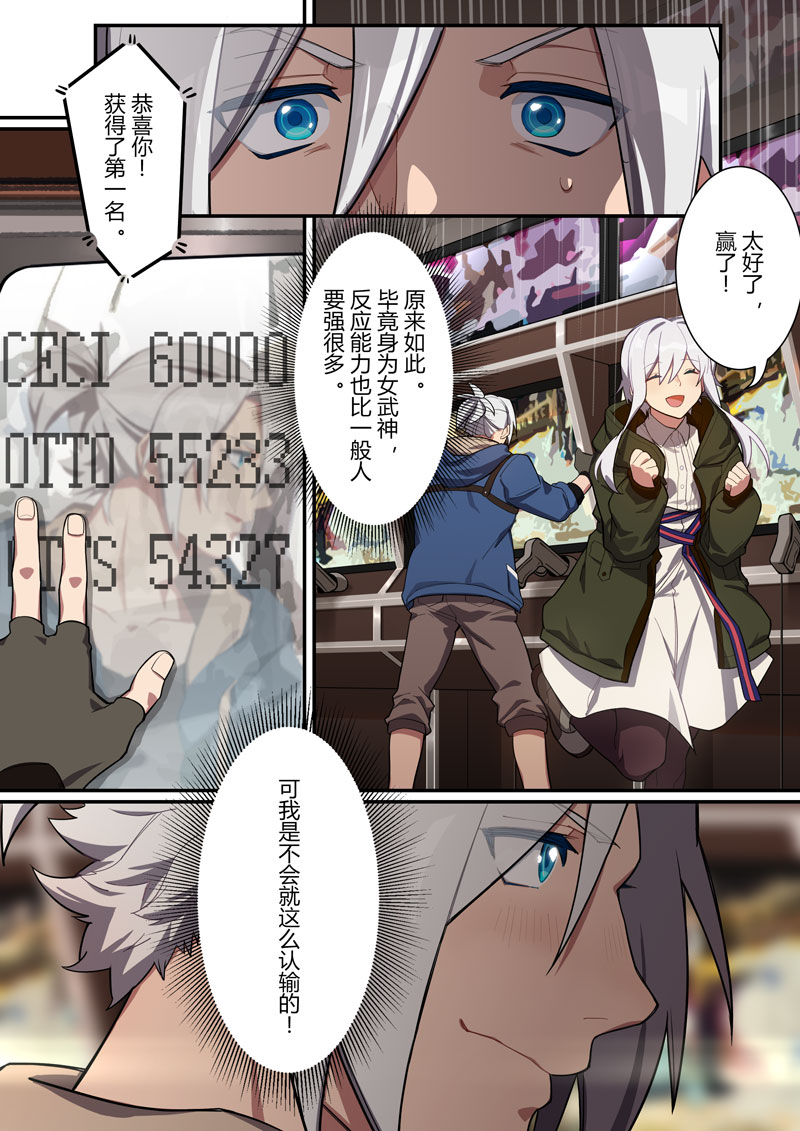 恭喜你！
获得了第一名。
太好了，
赢了！
原来如此。
毕竟身为女武神，
反应能力也比一般人
要强很多。
CECI 60000
OTTO 55233
54327
可我是不会就这么认输的！